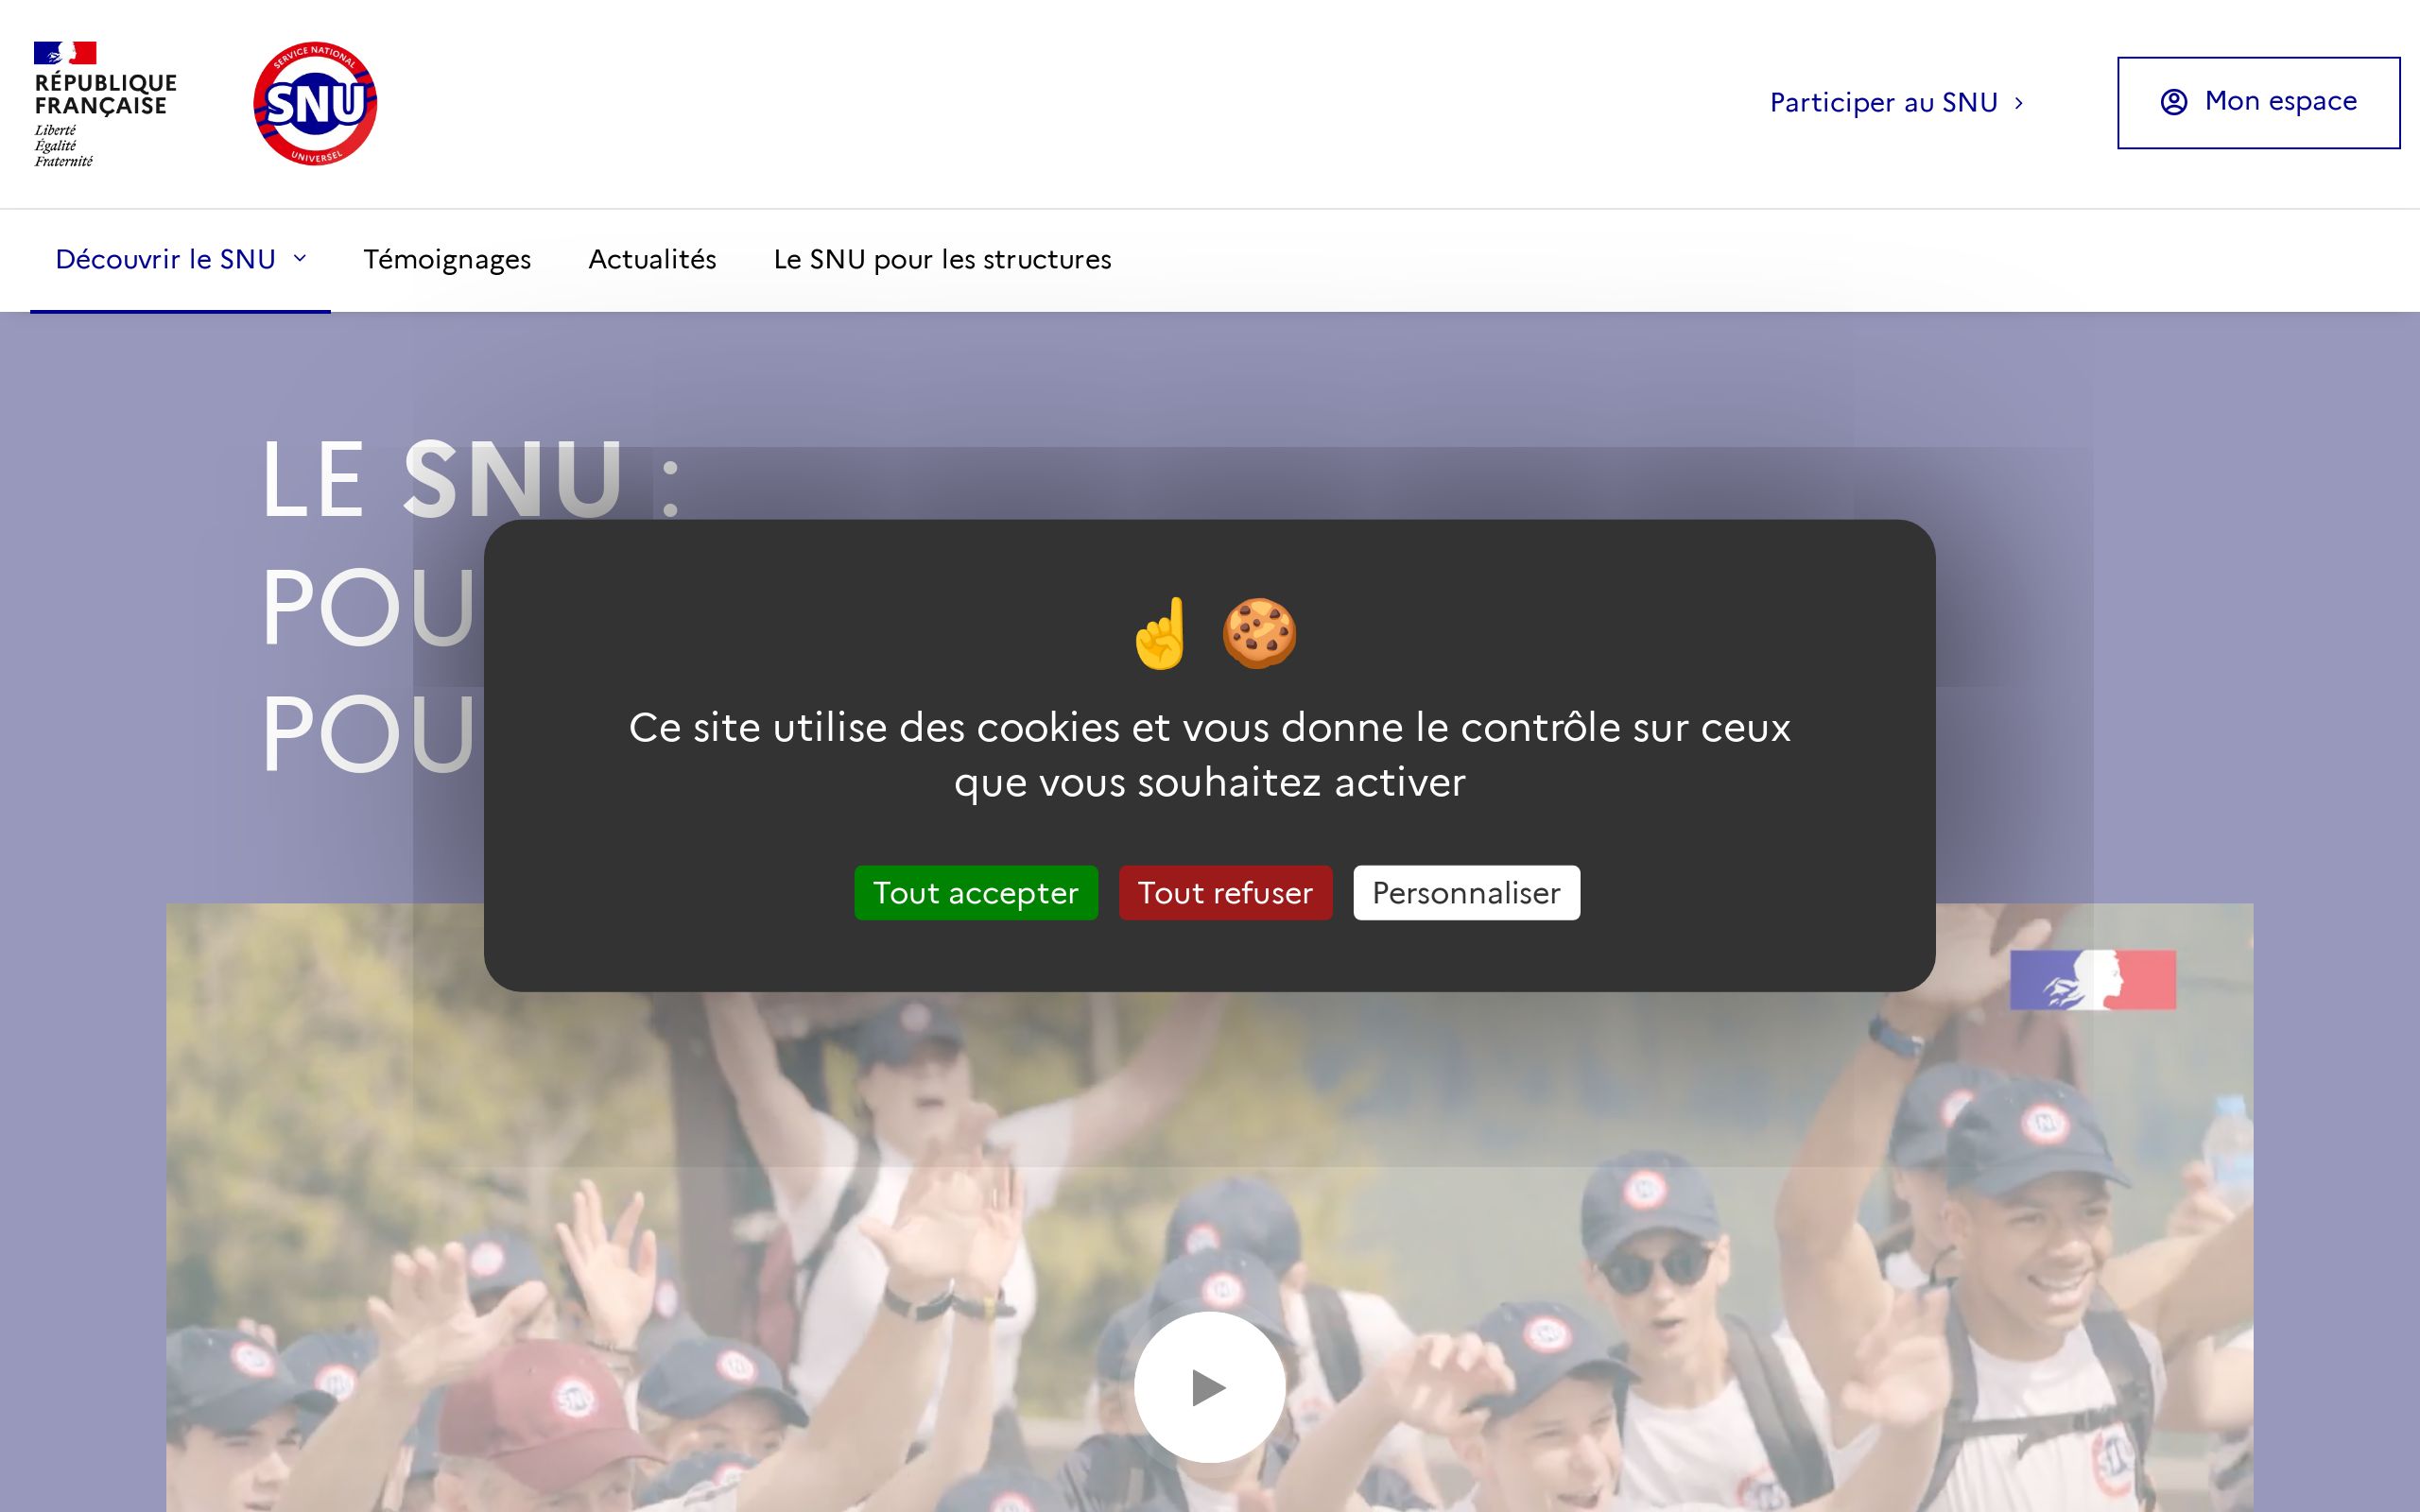 RÉPUBLIQUE
FRANÇAISE
Liberté
Égalité
Fraternité
SERVICE NATIONAL
SNU
UNIVERSEL
Participer au SNU
Mon espace
Découvrir le SNU
Témoignages
Actualités
Le SNU pour les structures
LE SNU :
POU
POU
Ce site utilise des cookies et vous donne le contrôle sur ceux
que vous souhaitez activer
Tout accepter
Tout refuser
Personnaliser